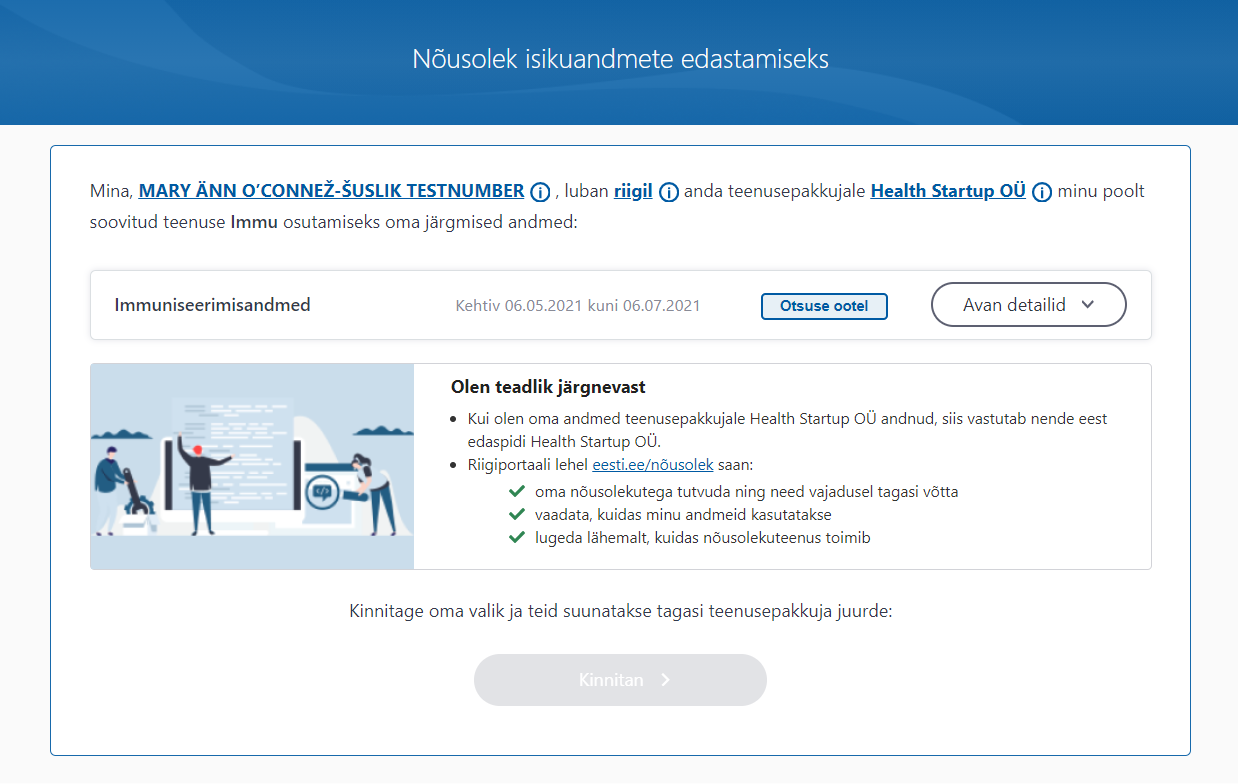 Nõusolek isikuandmete edastamiseks
Mina, MARY ÄNN O’CONNEŽ-ŠUSLIK TESTNUMBER , luban riigil anda teenusepakkujale Health Startup OÜ minu poolt
soovitud teenuse Immu osutamiseks oma järgmised andmed:
Immuniseerimisandmed Kehtiv 06.05.2021 kuni 06.07.2021 Otsuse ootel Avan detailid
Olen teadlik järgnevast
Kui olen oma andmed teenusepakkujale Health Startup OÜ andnud, siis vastutab nende eest
edaspidi Health Startup OÜ.
Riigiportaali lehel eesti.ee/nõusolek saan:
oma nõusolekutega tutvuda ning need vajadusel tagasi võtta
vaadata, kuidas minu andmeid kasutatakse
lugeda lähemalt, kuidas nõusolekuteenus toimib
Kinnitage oma valik ja teid suunatakse tagasi teenusepakkuja juurde:
Kinnitan